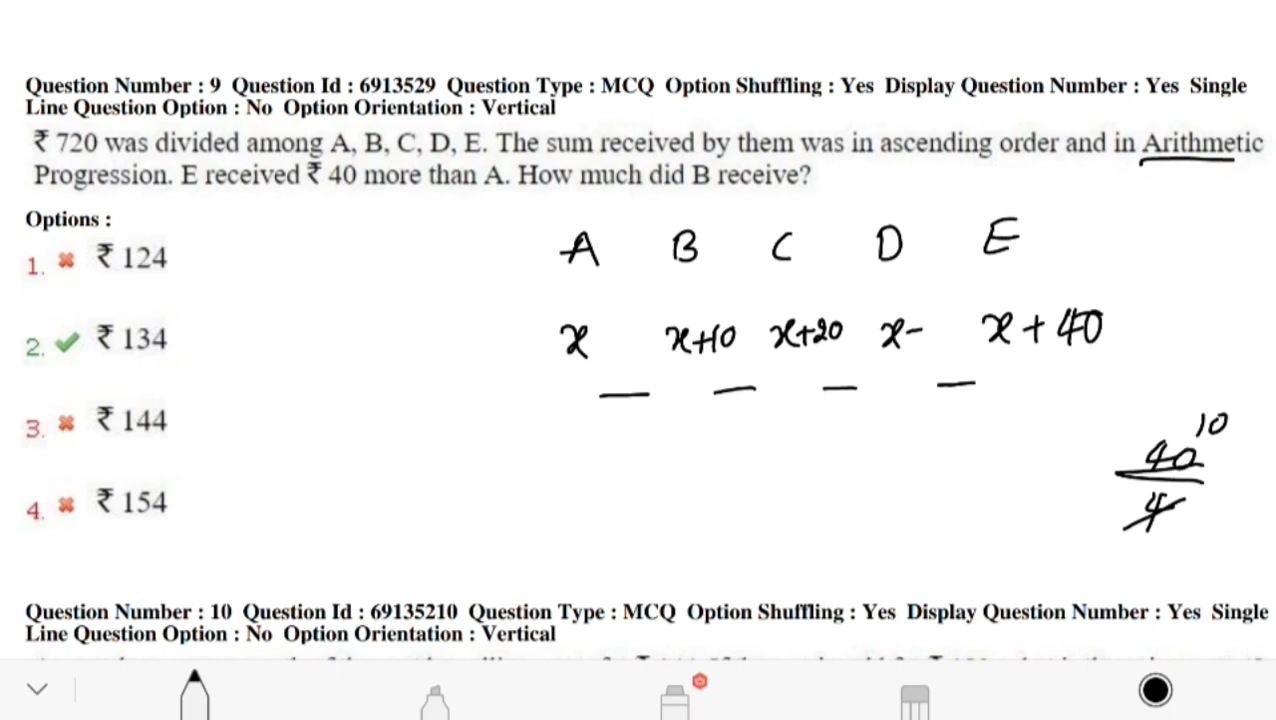 Question Number : 9 Question Id : 6913529 Question Type : MCQ Option Shuffling : Yes Display Question Number : Yes Single
Line Question Option : No Option Orientation : Vertical
₹ 720 was divided among A, B, C, D, E. The sum received by them was in ascending order and in Arithmetic
Progression. E received ₹ 40 more than A. How much did B receive?
Options :
1. ₹ 124
2. ₹ 134
3. ₹ 144
4. ₹ 154
A B C D E
x x+10 x+20 x- x+40
10
40
4
Question Number : 10 Question Id : 69135210 Question Type : MCQ Option Shuffling : Yes Display Question Number : Yes Single
Line Question Option : No Option Orientation : Vertical